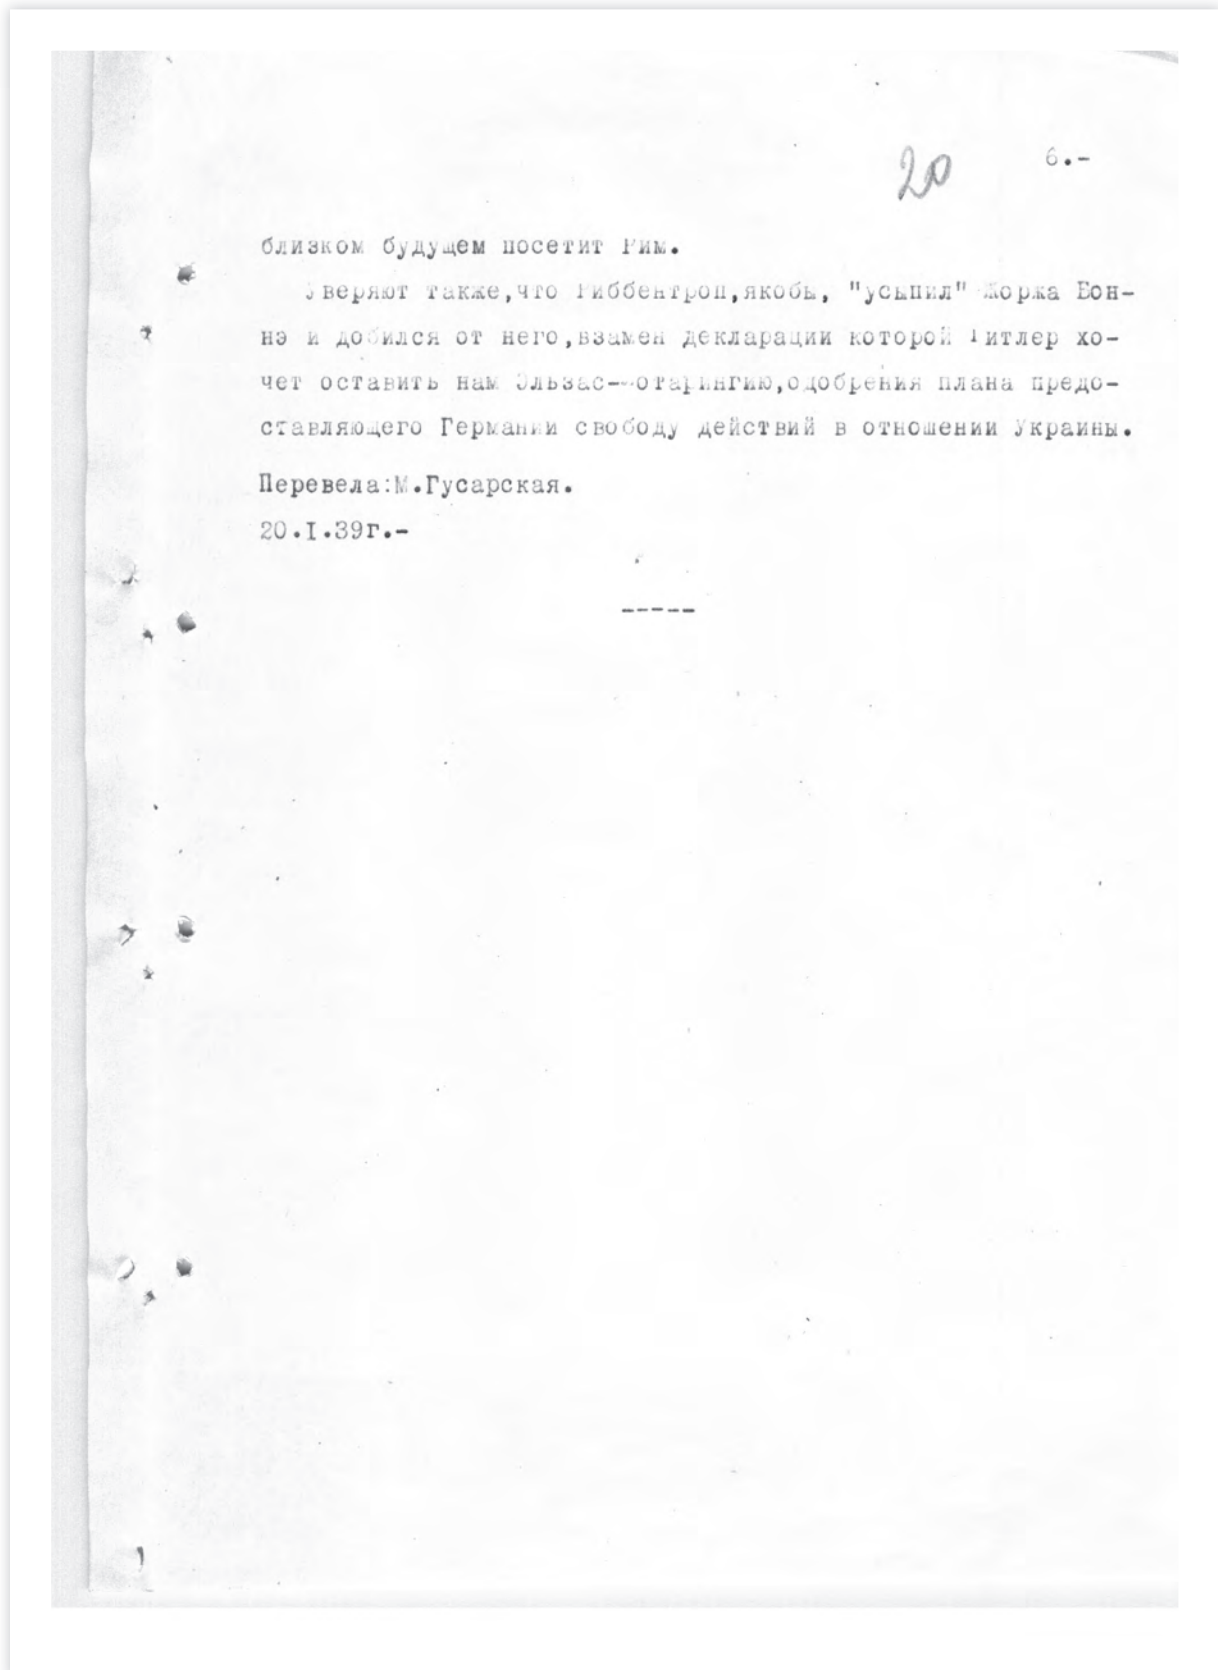 20 6.-
близком будущем посетит Рим.
Уверяют также,что Риббентроп,якобы, "усыпил" Жоржа Бон-
нэ и добился от него,взамен декларации которой Гитлер хо-
чет оставить нам Эльзас-Лотарингию,одобрения плана предо-
ставляющего Германии свободу действий в отношении Украины.
Перевела:М.Гусарская.
20.I.39г.-
-----